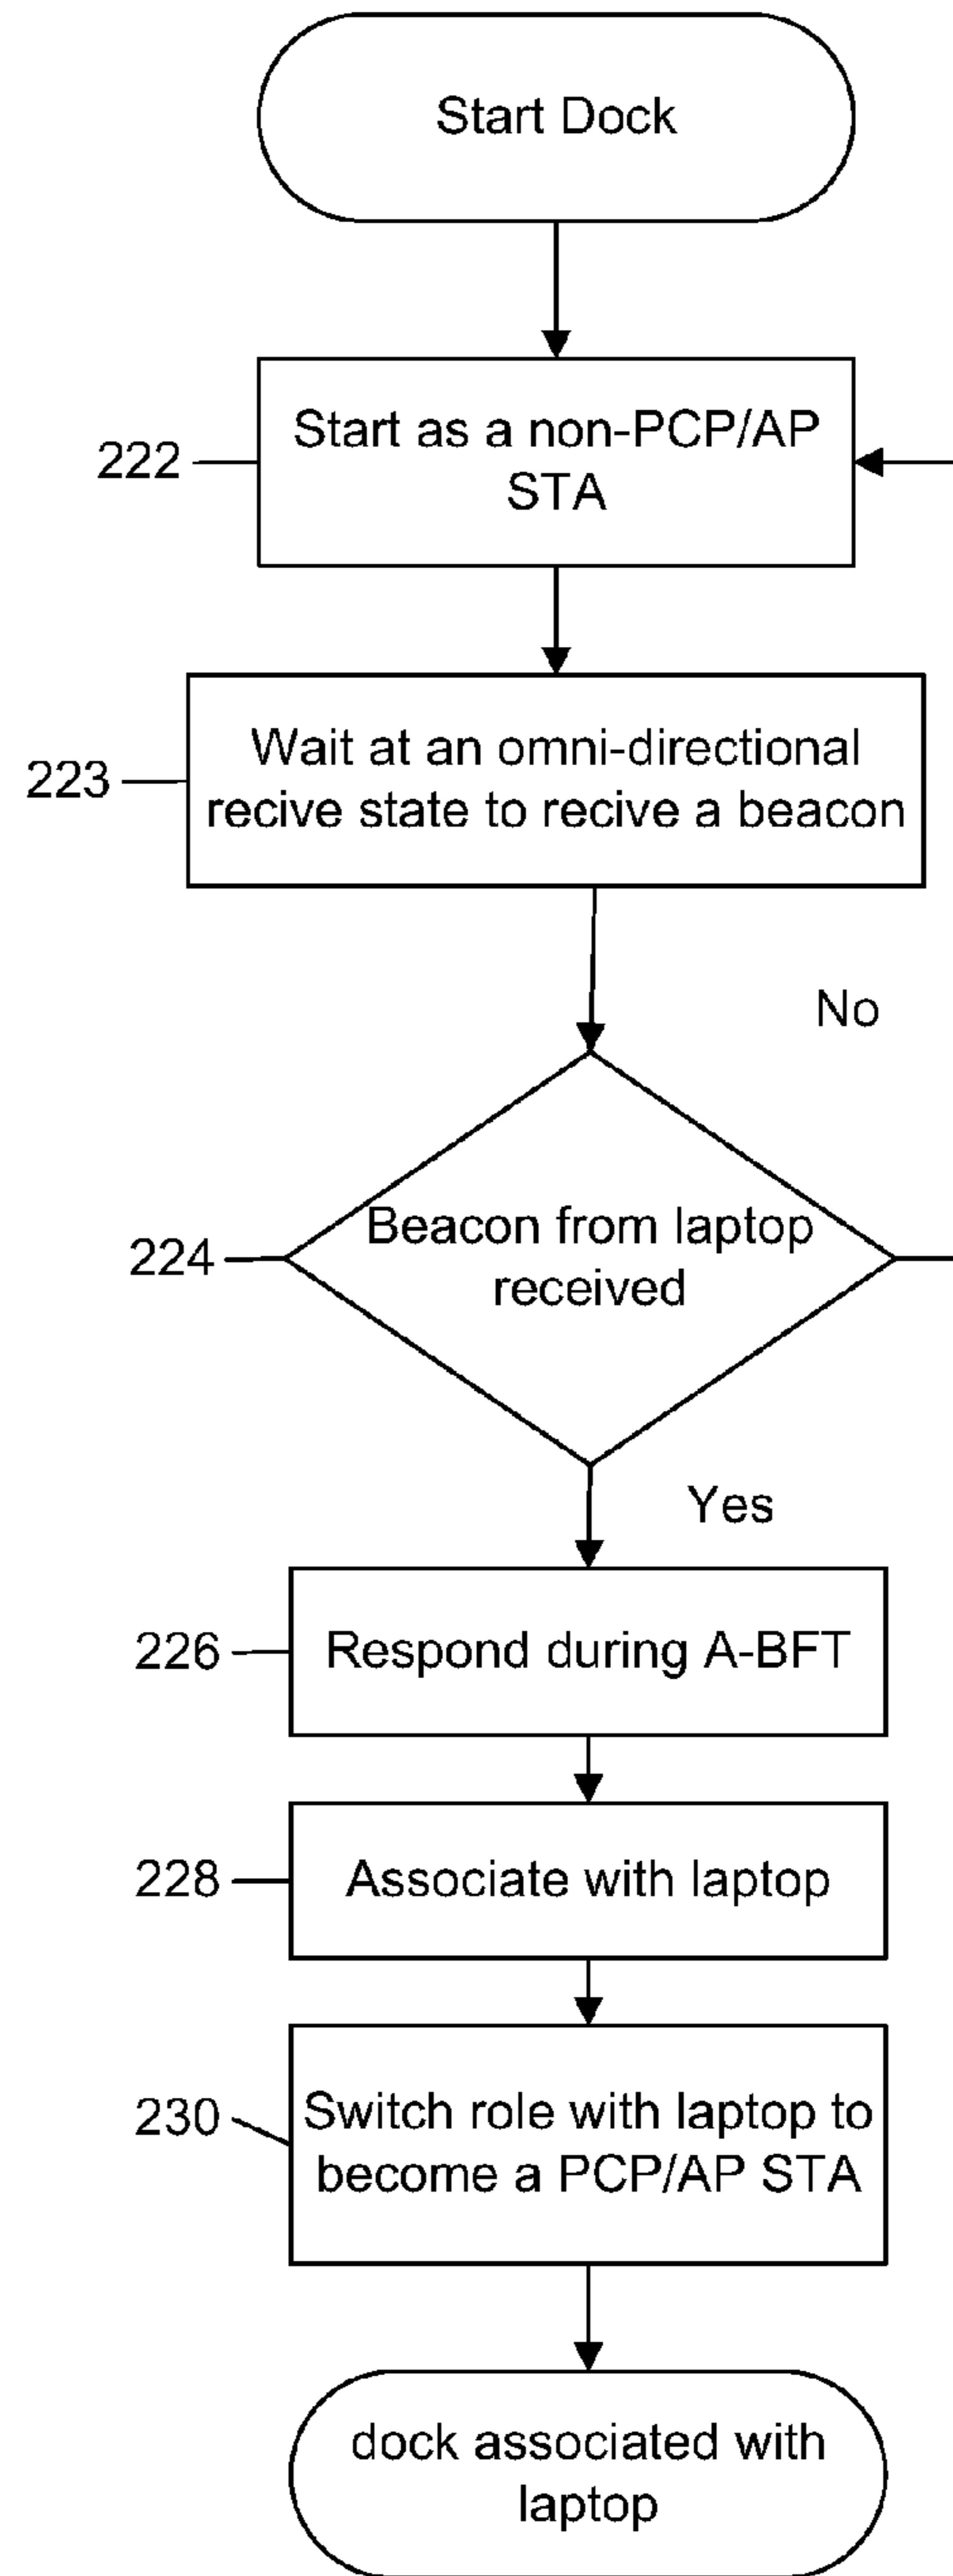 Start Dock
222
Start as a non-PCP/AP
STA
223
Wait at an omni-directional
recive state to recive a beacon
No
224
Beacon from laptop
received
Yes
226
Respond during A-BFT
228
Associate with laptop
230
Switch role with laptop to
become a PCP/AP STA
dock associated with
laptop